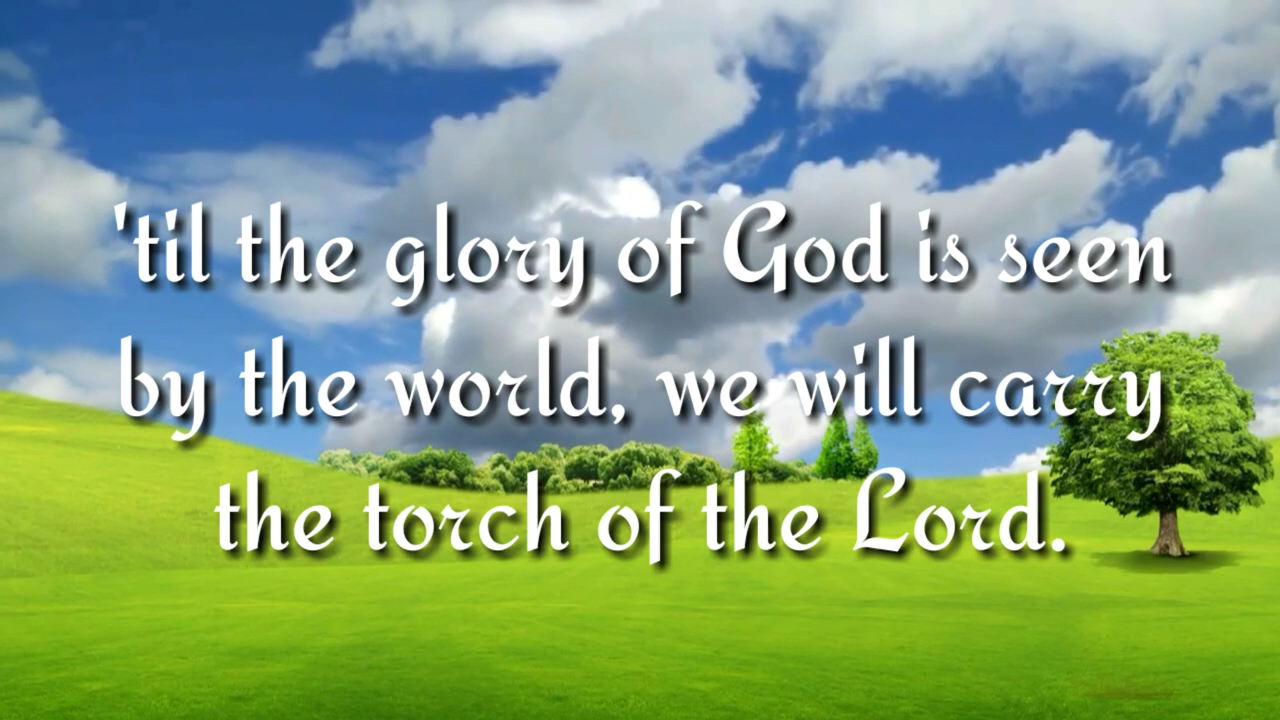 'til the glory of God is seen
by the world, we will carry
the torch of the Lord.